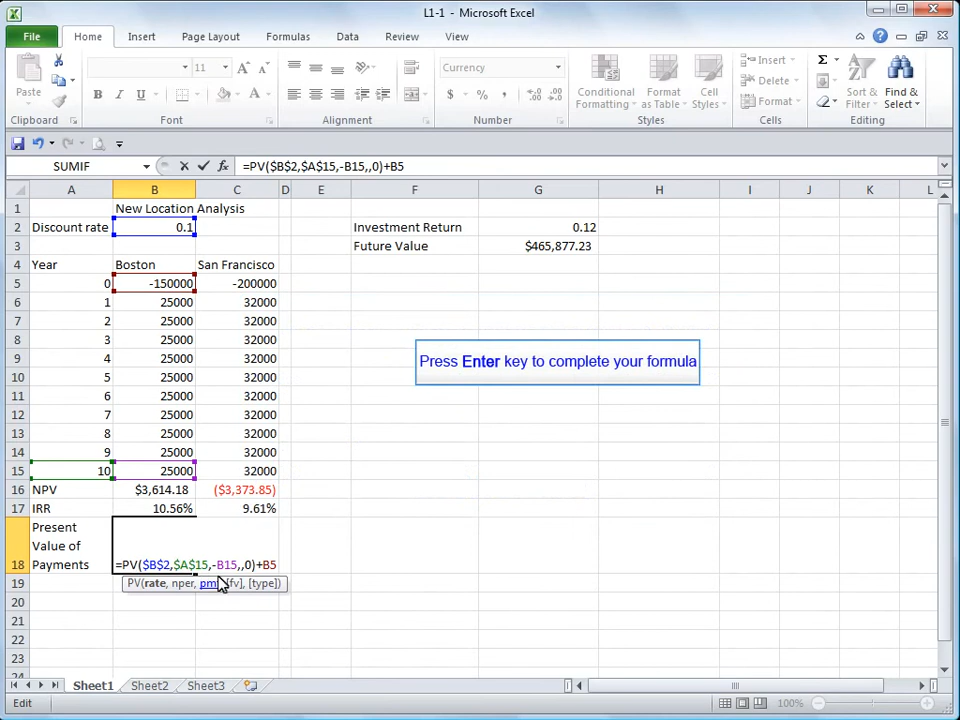 L1-1 - Microsoft Excel
File Home Insert Page Layout Formulas Data Review View
Paste
11
B I U
A A
Currency
$ % ,
Conditional Formatting
Format as Table
Cell Styles
Insert
Delete
Format
Σ
Sort & Filter
Find & Select
Clipboard Font Alignment Number Styles Cells Editing
SUMIF fx =PV($B$2,$A$15,-B15,,0)+B5
A B C D E F G H I J K L
1 New Location Analysis
2 Discount rate 0.1 Investment Return 0.12
3 Future Value $465,877.23
4 Year Boston San Francisco
5 0 -150000 -200000
6 1 25000 32000
7 2 25000 32000
8 3 25000 32000
9 4 25000 32000
10 5 25000 32000
11 6 25000 32000
12 7 25000 32000
13 8 25000 32000
14 9 25000 32000
15 10 25000 32000
16 NPV $3,614.18 ($3,373.85)
17 IRR 10.56% 9.61%
Present
Value of
18 Payments =PV($B$2,$A$15,-B15,,0)+B5
19 PV(rate, nper, pm [fv], [type])
20
21
22
23
24
Press Enter key to complete your formula
Sheet1 Sheet2 Sheet3
Edit 100%